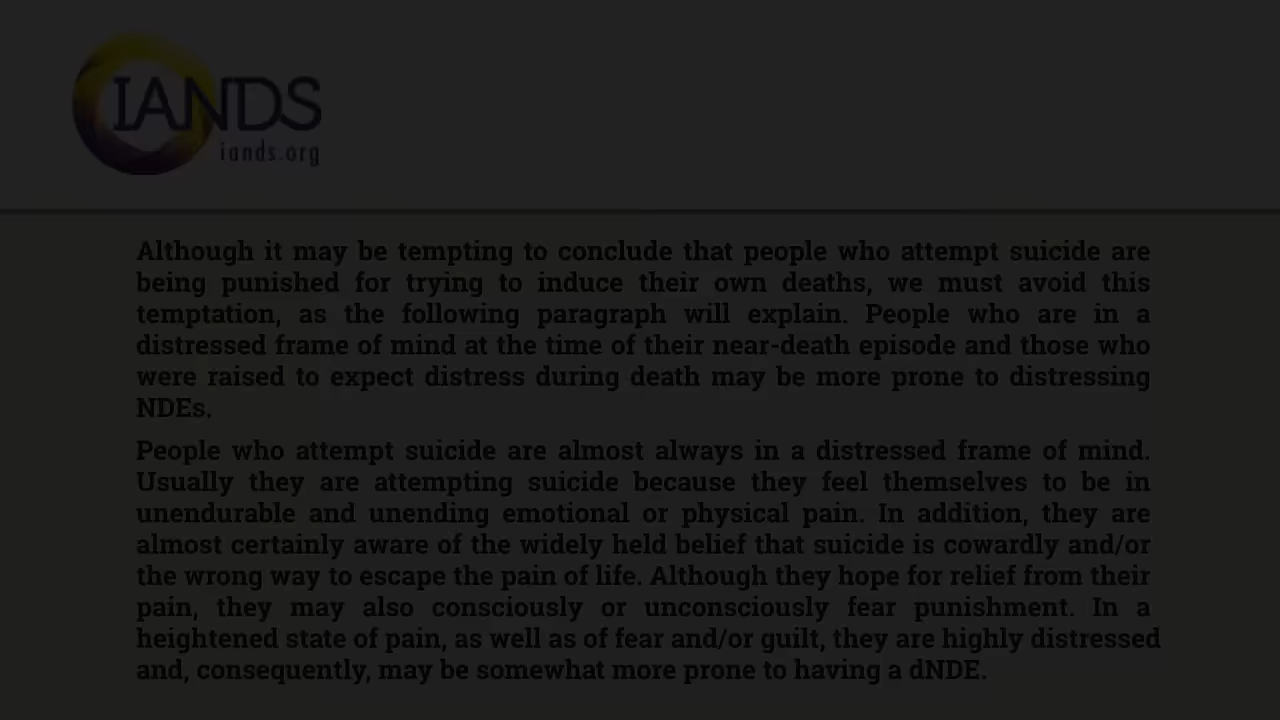 IANDS
iands.org
Although it may be tempting to conclude that people who attempt suicide are
being punished for trying to induce their own deaths, we must avoid this
temptation, as the following paragraph will explain. People who are in a
distressed frame of mind at the time of their near-death episode and those who
were raised to expect distress during death may be more prone to distressing
NDEs.
People who attempt suicide are almost always in a distressed frame of mind.
Usually they are attempting suicide because they feel themselves to be in
unendurable and unending emotional or physical pain. In addition, they are
almost certainly aware of the widely held belief that suicide is cowardly and/or
the wrong way to escape the pain of life. Although they hope for relief from their
pain, they may also consciously or unconsciously fear punishment. In a
heightened state of pain, as well as of fear and/or guilt, they are highly distressed
and, consequently, may be somewhat more prone to having a dNDE.